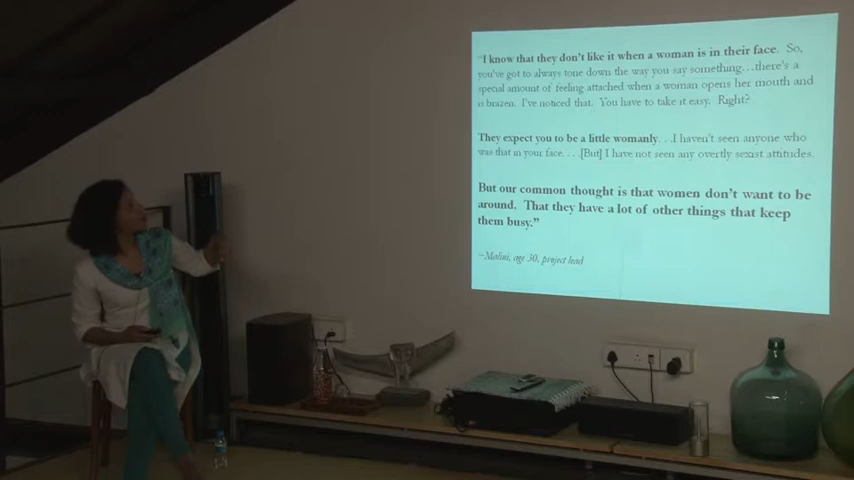 "I know that they don't like it when a woman is in their face. So,
you've got to always tone down the way you say something…there's a
special amount of feeling attached when a woman opens her mouth and
is brazen. I've noticed that. You have to take it easy. Right?
They expect you to be a little womanly. . .I haven't seen anyone who
was that in your face. . . .[But] I have not seen any overtly sexist attitudes.
But our common thought is that women don't want to be
around. That they have a lot of other things that keep
them busy."
~Malini, age 30, project lead